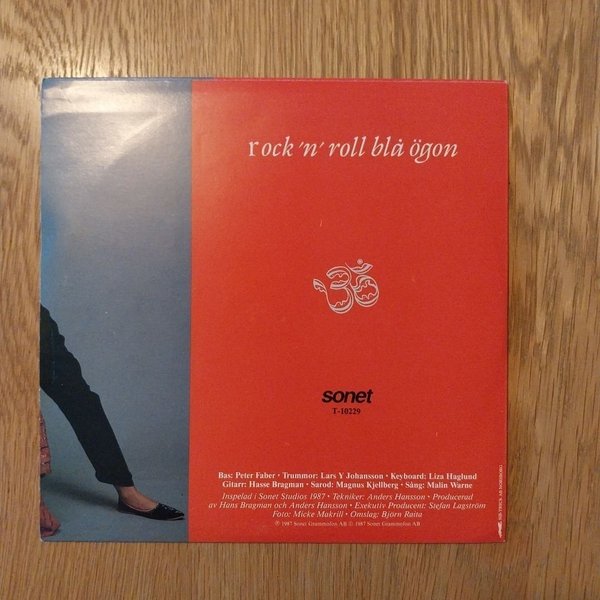 rock 'n' roll blå ögon
sonet
T-10229
Bas: Peter Faber • Trummor: Lars Y Johansson • Keyboard: Liza Haglund
Gitarr: Hasse Bragman • Sarod: Magnus Kjellberg • Sång: Malin Warne
Inspelad i Sonet Studios 1987 • Tekniker: Anders Hansson • Producerad
av Hans Bragman och Anders Hansson • Exekutiv Producent: Stefan Lagström
Foto: Micke Makrill • Omslag: Björn Raita
℗ 1987 Sonet Grammofon AB © 1987 Sonet Grammofon AB